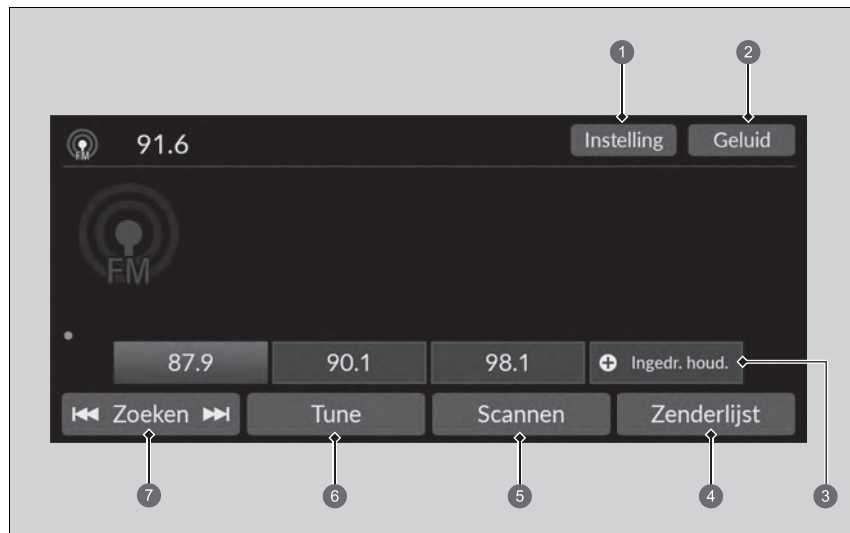 1 2
FM 91.6 Instelling Geluid
FM
87.9 90.1 98.1 Ingedr. houd.
Zoeken Tune Scannen Zenderlijst
7 6 5 4 3